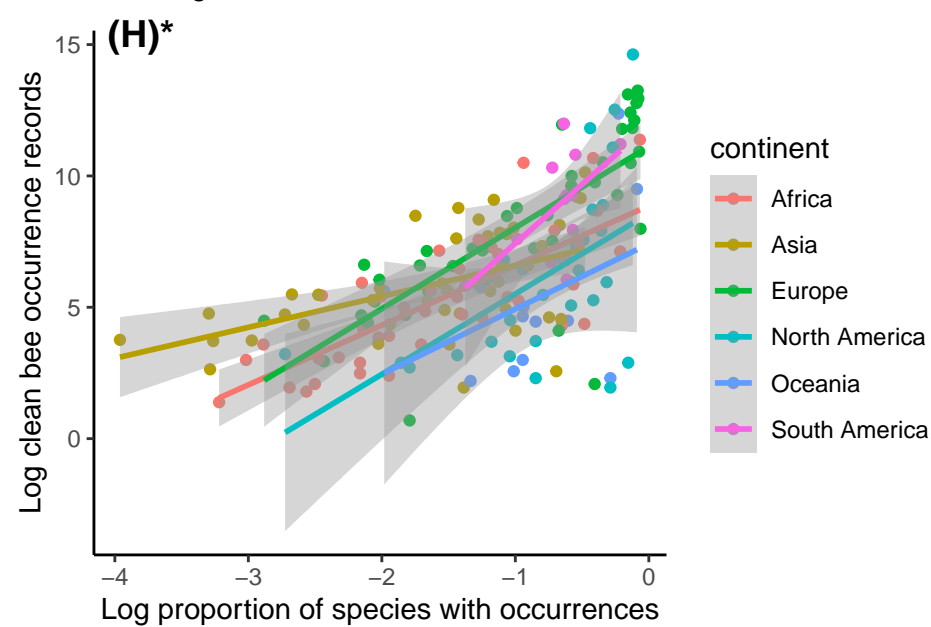 (H)*
15
10
5
0
Log clean bee occurrence records
−4
−3
−2
−1
0
Log proportion of species with occurrences
continent
Africa
Asia
Europe
North America
Oceania
South America